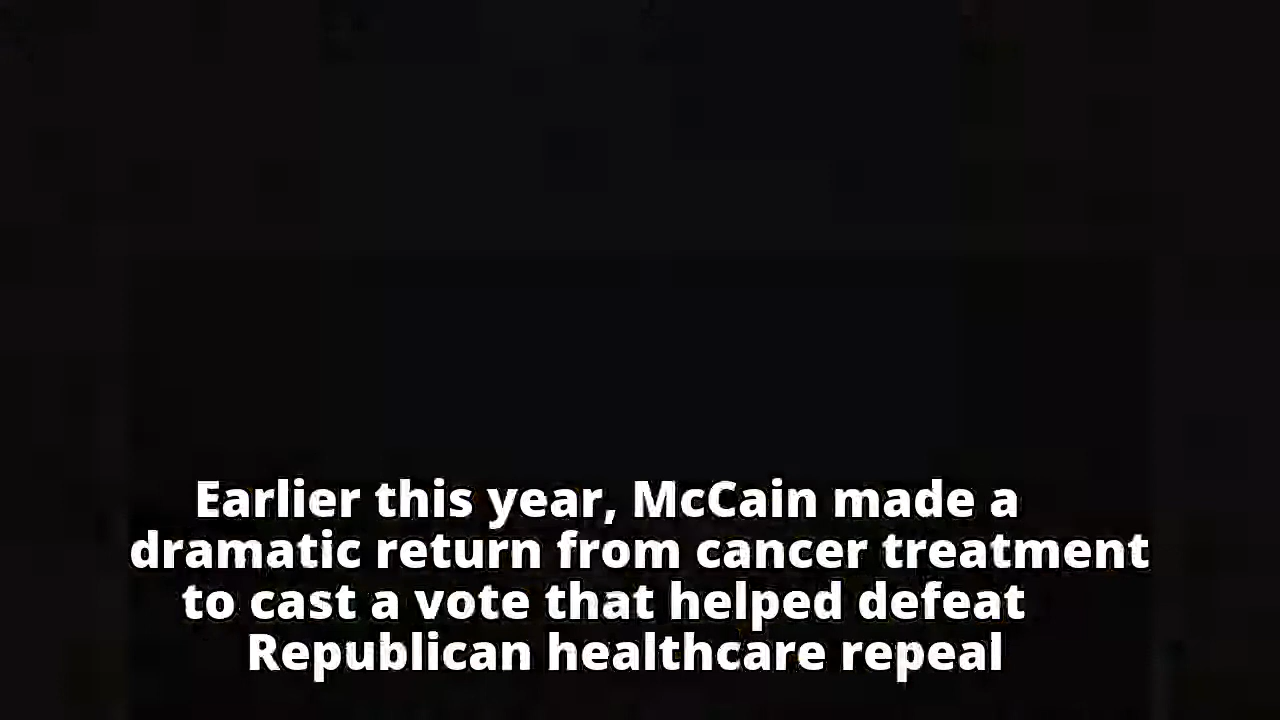 Earlier this year, McCain made a
dramatic return from cancer treatment
to cast a vote that helped defeat
Republican healthcare repeal